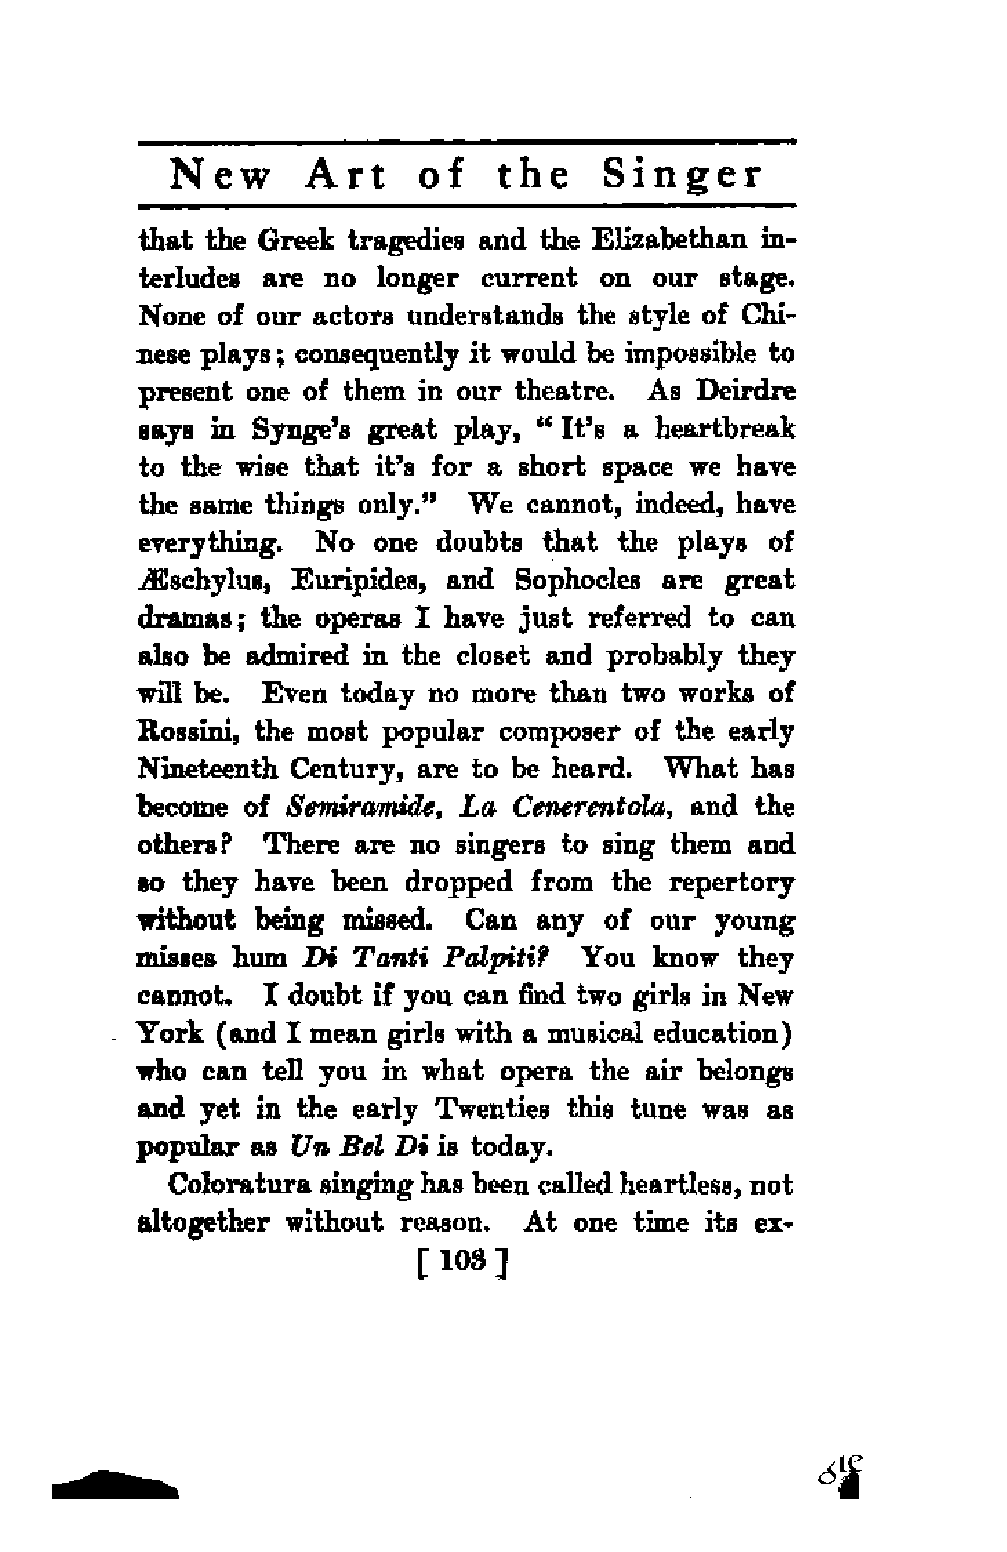 New Art of the Singer
that the Greek tragedies and the Elizabethan in-
terludes are no longer current on our stage.
None of our actors understands the style of Chi-
nese plays; consequently it would be impossible to
present one of them in our theatre. As Deirdre
says in Synge's great play, “It's a heartbreak
to the wise that it's for a short space we have
the same things only.” We cannot, indeed, have
everything. No one doubts that the plays of
Æschylus, Euripides, and Sophocles are great
dramas; the operas I have just referred to can
also be admired in the closet and probably they
will be. Even today no more than two works of
Rossini, the most popular composer of the early
Nineteenth Century, are to be heard. What has
become of Semiramide, La Cenerentola, and the
others? There are no singers to sing them and
so they have been dropped from the repertory
without being missed. Can any of our young
misses hum Di Tanti Palpiti? You know they
cannot. I doubt if you can find two girls in New
York (and I mean girls with a musical education)
who can tell you in what opera the air belongs
and yet in the early Twenties this tune was as
popular as Un Bel Di is today.
Coloratura singing has been called heartless, not
altogether without reason. At one time its ex-
[ 103 ]